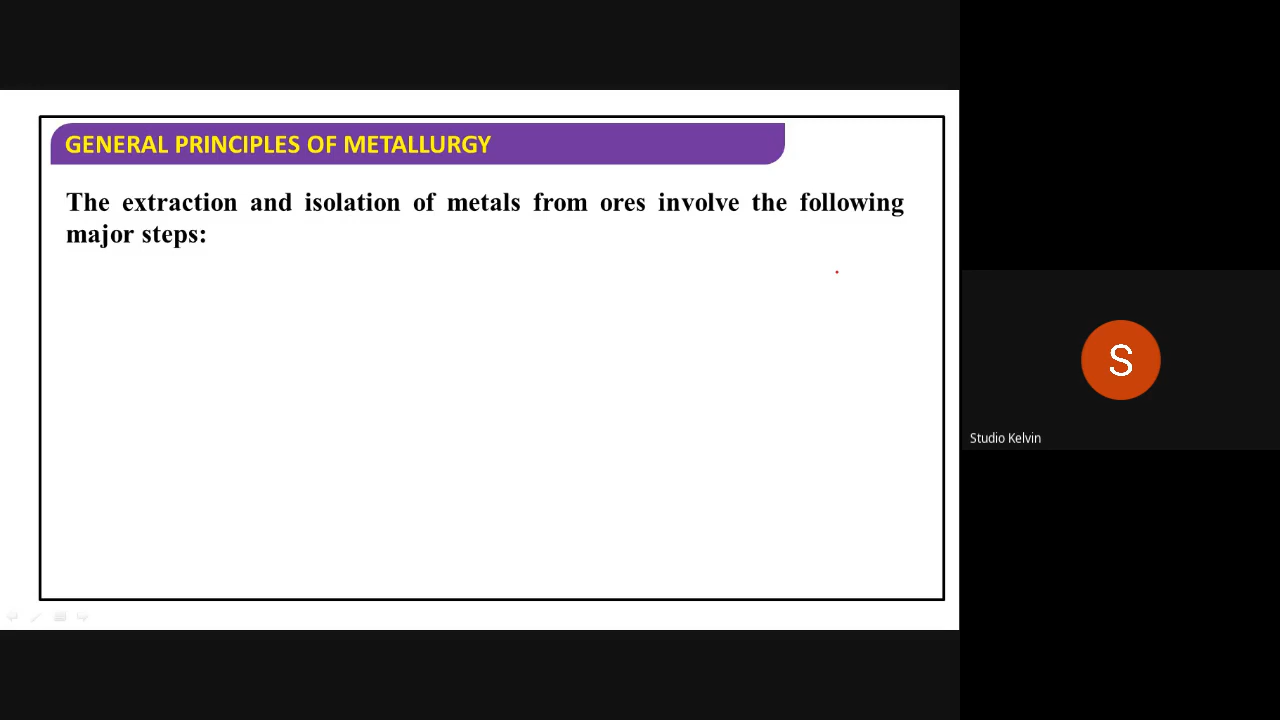 GENERAL PRINCIPLES OF METALLURGY
The extraction and isolation of metals from ores involve the following
major steps:
S
Studio Kelvin